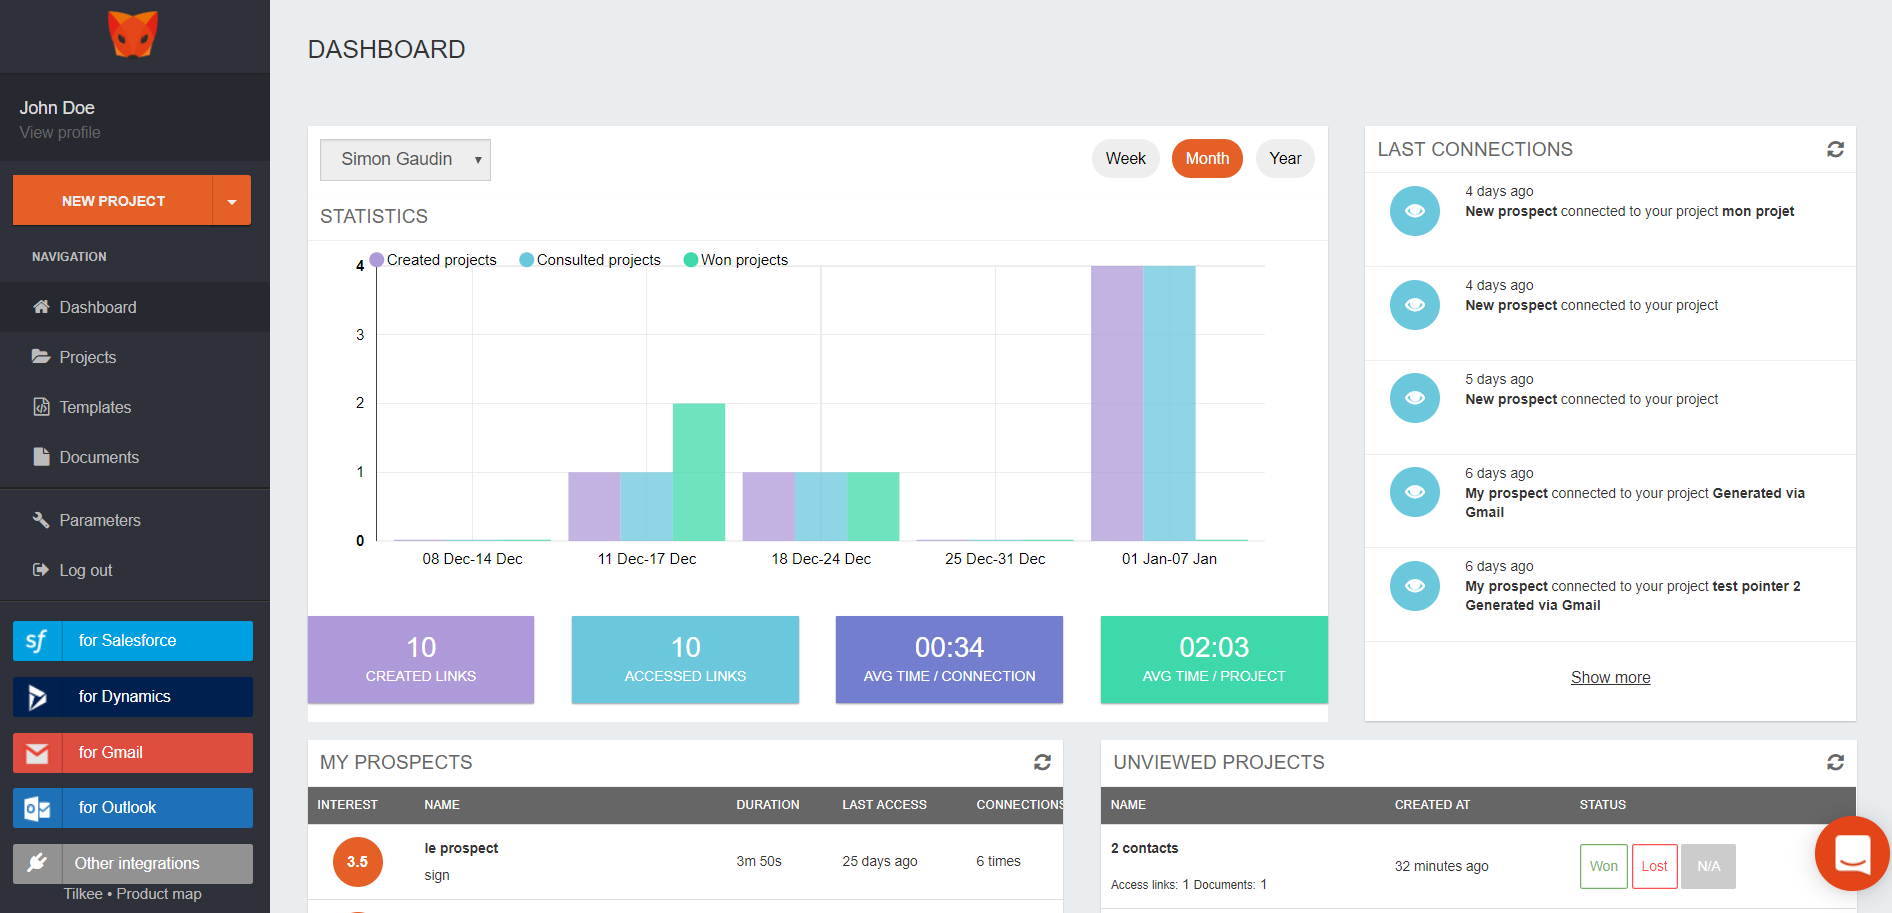 John Doe
View profile
NEW PROJECT
NAVIGATION
Dashboard
Projects
Templates
Documents
Parameters
Log out
sf for Salesforce
for Dynamics
for Gmail
for Outlook
Other integrations
Tilkee • Product map
DASHBOARD
Simon Gaudin
Week Month Year
STATISTICS
Created projects Consulted projects Won projects
4
3
2
1
0
08 Dec-14 Dec 11 Dec-17 Dec 18 Dec-24 Dec 25 Dec-31 Dec 01 Jan-07 Jan
10
CREATED LINKS
10
ACCESSED LINKS
00:34
AVG TIME / CONNECTION
02:03
AVG TIME / PROJECT
LAST CONNECTIONS
4 days ago
New prospect connected to your project mon projet
4 days ago
New prospect connected to your project
5 days ago
New prospect connected to your project
6 days ago
My prospect connected to your project Generated via
Gmail
6 days ago
My prospect connected to your project test pointer 2
Generated via Gmail
Show more
MY PROSPECTS
INTEREST NAME DURATION LAST ACCESS CONNECTIONS
3.5 le prospect 3m 50s 25 days ago 6 times
sign
UNVIEWED PROJECTS
NAME CREATED AT STATUS
2 contacts 32 minutes ago Won Lost N/A
Access links: 1 Documents: 1